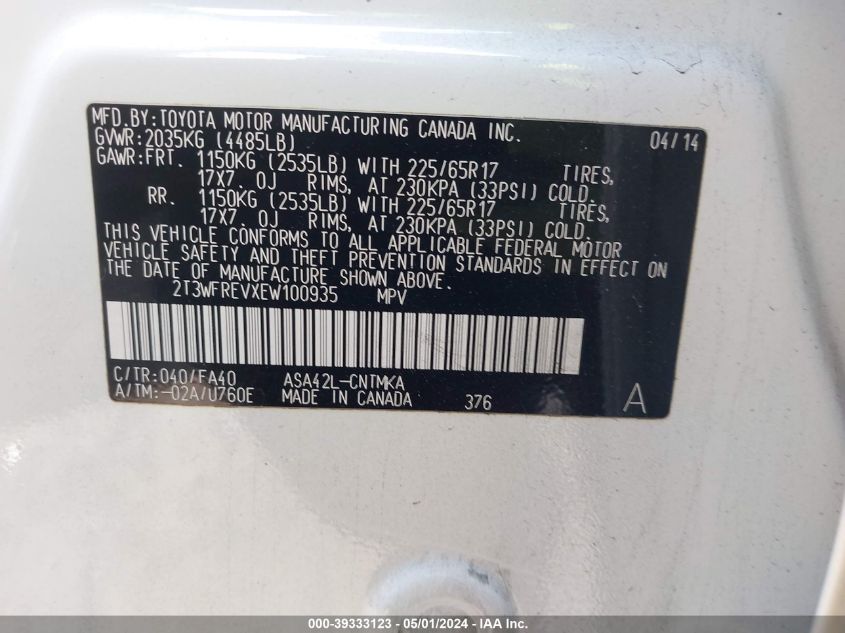 MFD.BY:TOYOTA MOTOR MANUFACTURING CANADA INC. 04/14
GVWR:2035KG (4485LB)
GAWR:FRT. 1150KG (2535LB) WITH 225/65R17 TIRES,
17X7. 0J RIMS, AT 230KPA (33PSI) COLD.
RR. 1150KG (2535LB) WITH 225/65R17 TIRES,
17X7. 0J RIMS, AT 230KPA (33PSI) COLD.
THIS VEHICLE CONFORMS TO ALL APPLICABLE FEDERAL MOTOR
VEHICLE SAFETY AND THEFT PREVENTION STANDARDS IN EFFECT ON
THE DATE OF MANUFACTURE SHOWN ABOVE.
2T3WFREVXEW100935 MPV
C/TR:040/FA40 ASA42L-CNTMKA
A/TM:-02A/U760E MADE IN CANADA 376 A
000-39333123 - 05/01/2024 - IAA Inc.